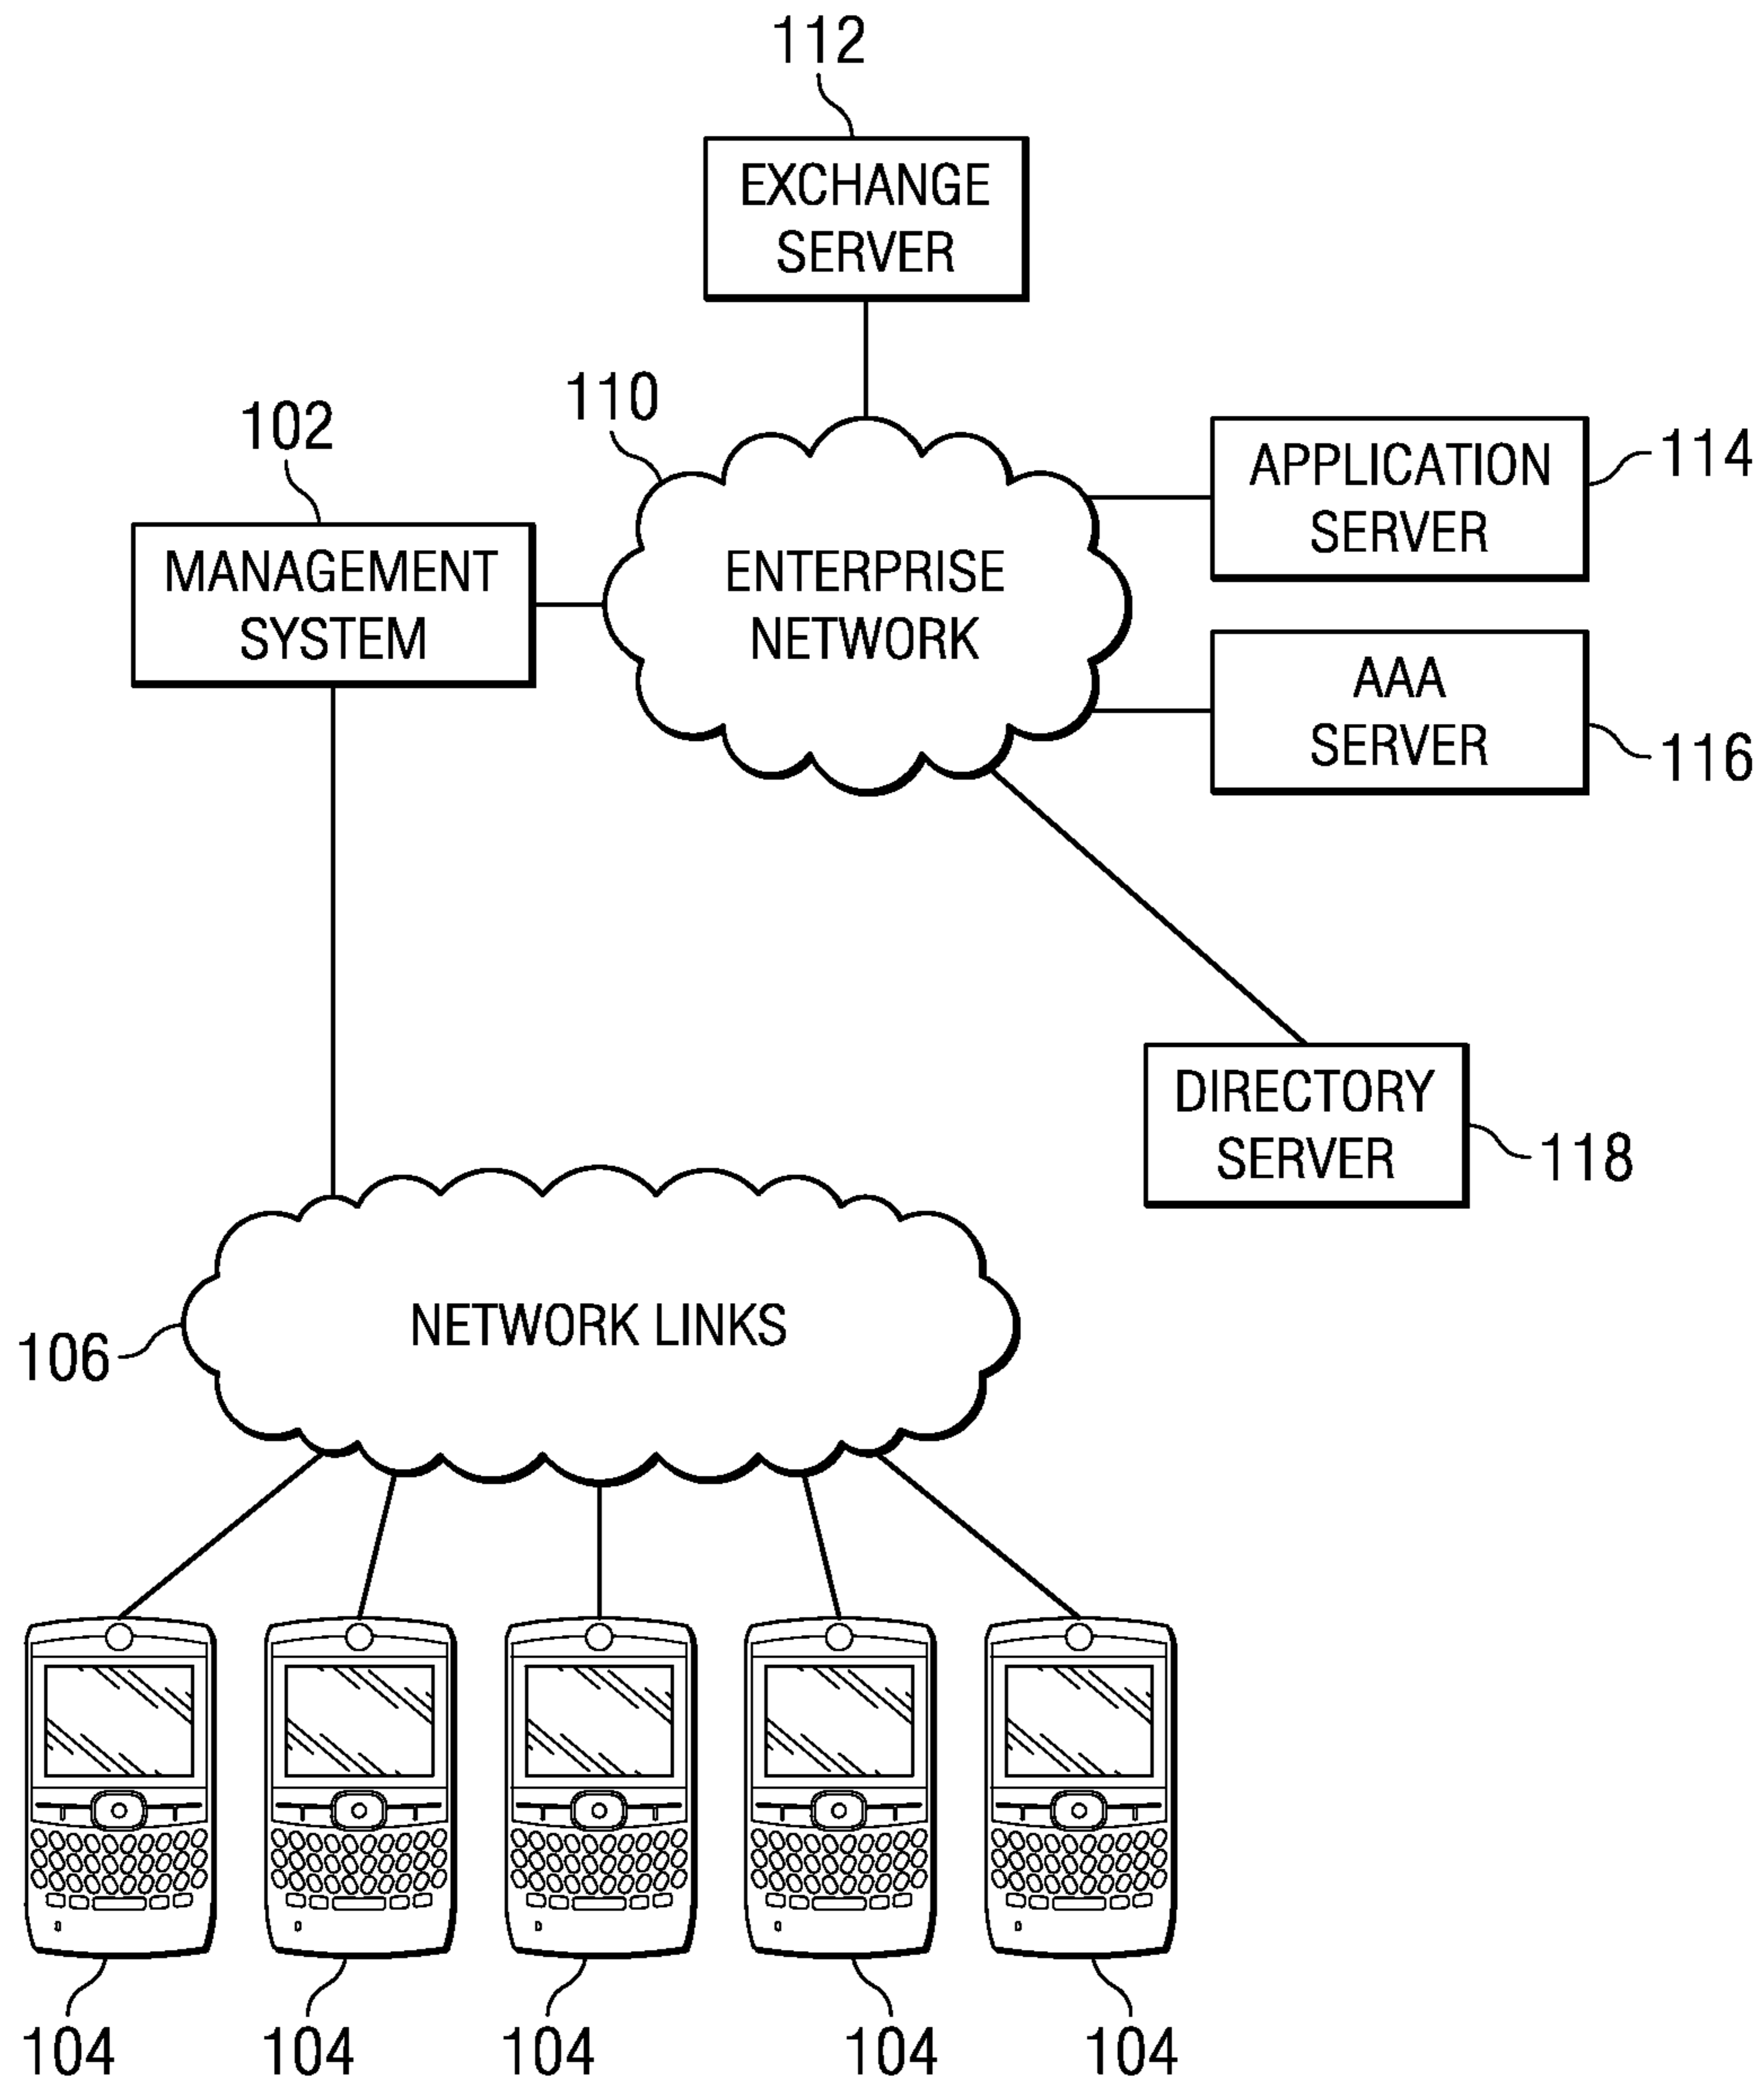 112
EXCHANGE
SERVER
110
102
APPLICATION
SERVER
114
MANAGEMENT
SYSTEM
ENTERPRISE
NETWORK
AAA
SERVER
116
DIRECTORY
SERVER
118
NETWORK LINKS
106
104
104
104
104
104